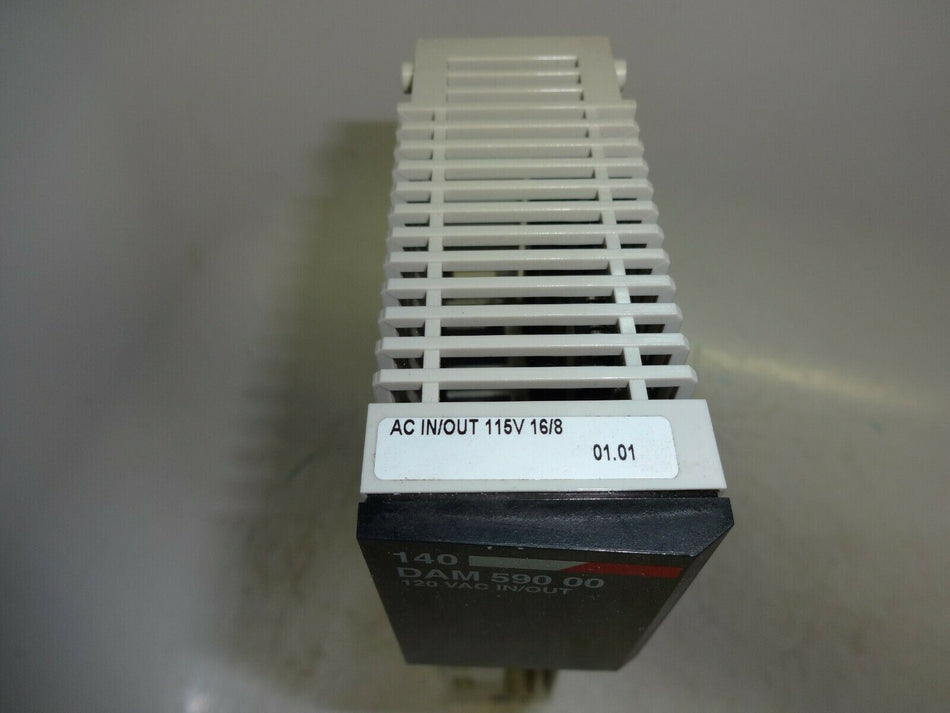 AC IN/OUT 115V 16/8
01.01
140
DAM 590 00
120 VAC IN/OUT